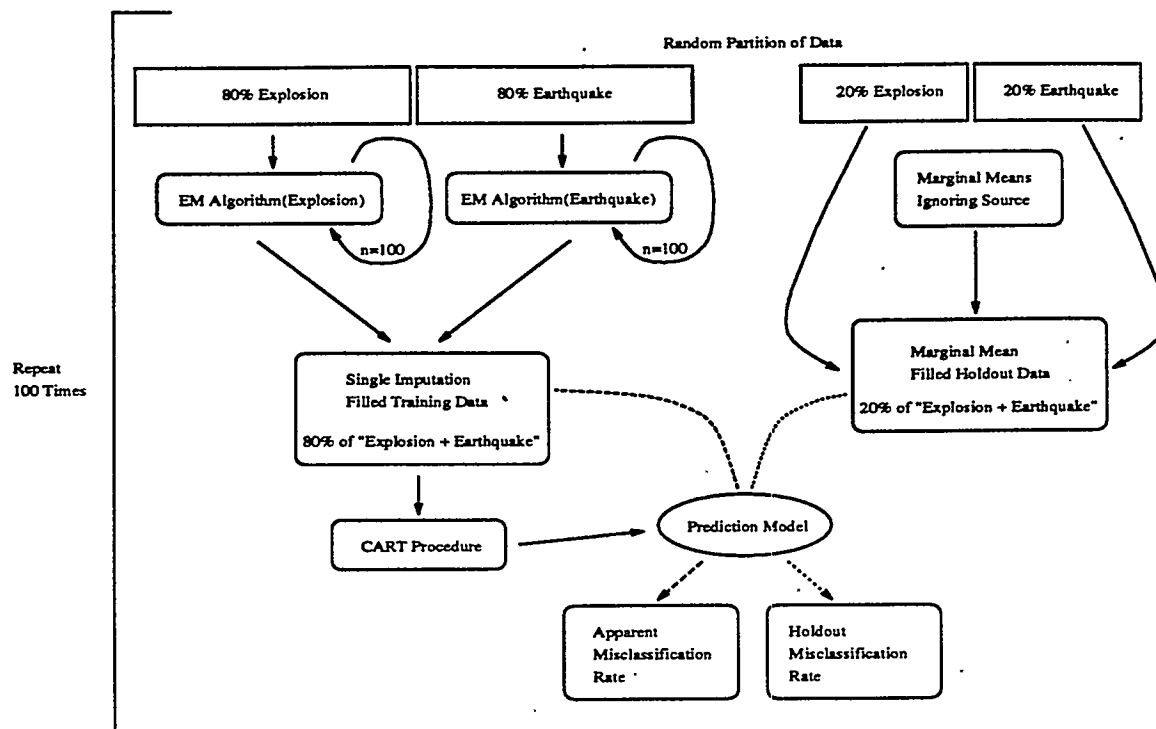 Random Partition of Data
80% Explosion
80% Earthquake
20% Explosion
20% Earthquake
EM Algorithm(Explosion)
n=100
EM Algorithm(Earthquake)
n=100
Marginal Means
Ignoring Source
Repeat
100 Times
Single Imputation
Filled Training Data
80% of "Explosion + Earthquake"
Marginal Mean
Filled Holdout Data
20% of "Explosion + Earthquake"
CART Procedure
Prediction Model
Apparent
Misclassification
Rate
Holdout
Misclassification
Rate